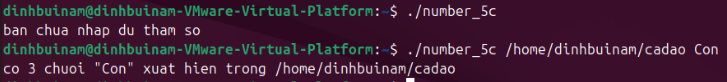 dinhbuinam@dinhbuinam-VMware-Virtual-Platform:~$ ./number_5c
ban chua nhap du tham so
dinhbuinam@dinhbuinam-VMware-Virtual-Platform:~$ ./number_5c /home/dinhbuinam/cadao Con
co 3 chuoi "Con" xuat hien trong /home/dinhbuinam/cadao